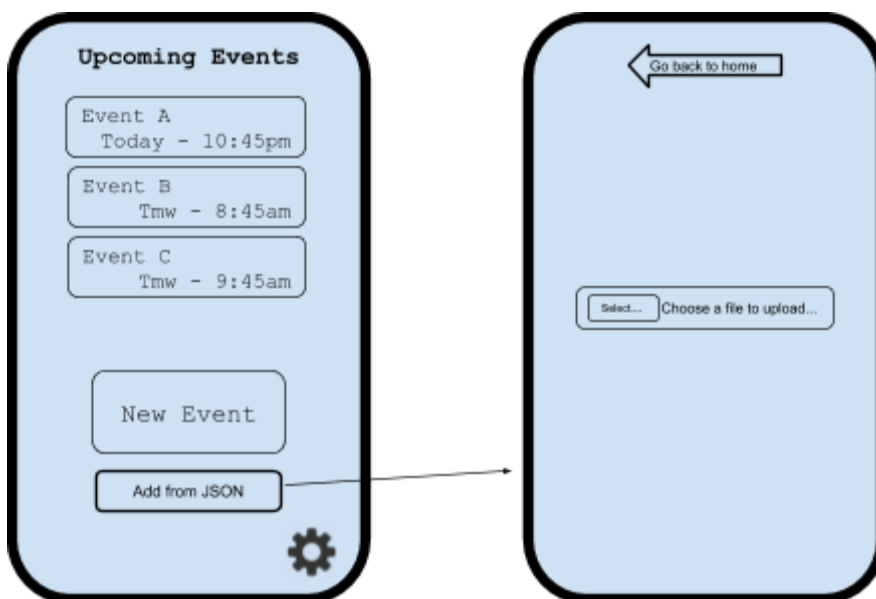 Upcoming Events
Event A
Today - 10:45pm
Event B
Tmw - 8:45am
Event C
Tmw - 9:45am
New Event
Add from JSON
Go back to home
Select.... Choose a file to upload...